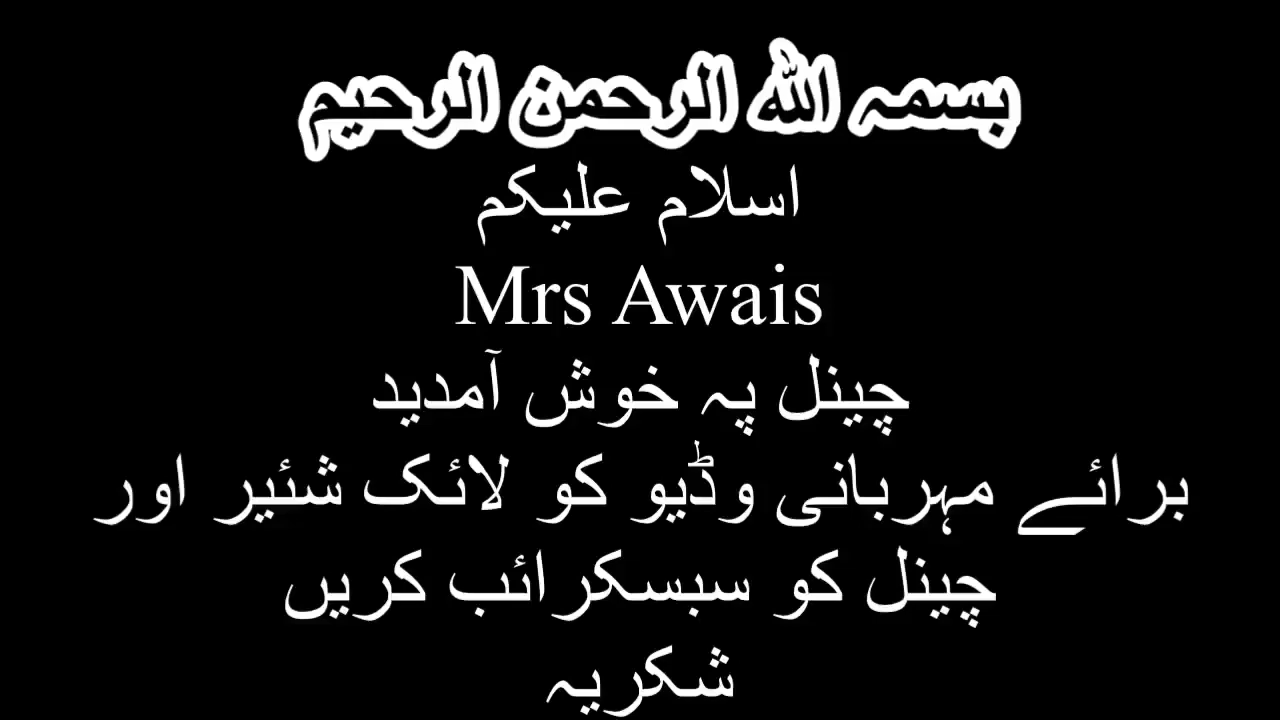 بسمہ اللہ الرحمن الرحیم
اسلام علیکم
Mrs Awais
چینل پہ خوش آمدید
برائے مہربانی وڈیو کو لائک شئیر اور
چینل کو سبسکرائب کریں
شکریہ